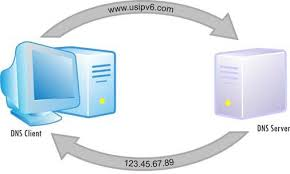 www.usipv6.com
DNS Client
DNS Server
123.45.67.89